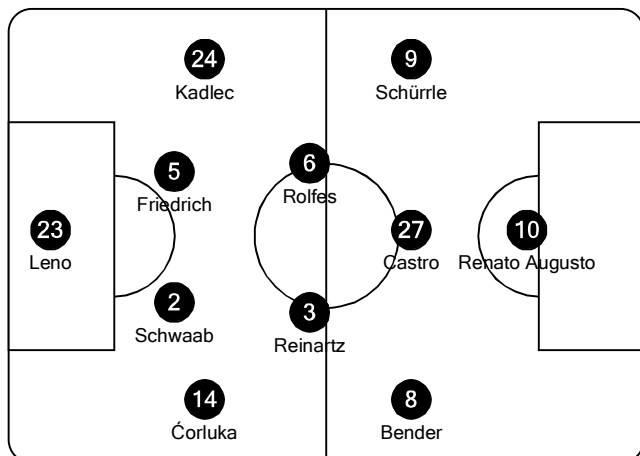 24
Kadlec
9
Schürrle
5
Friedrich
6
Rolfes
23
Leno
27
Castro
10
Renato Augusto
2
Schwaab
3
Reinartz
14
Ćorluka
8
Bender